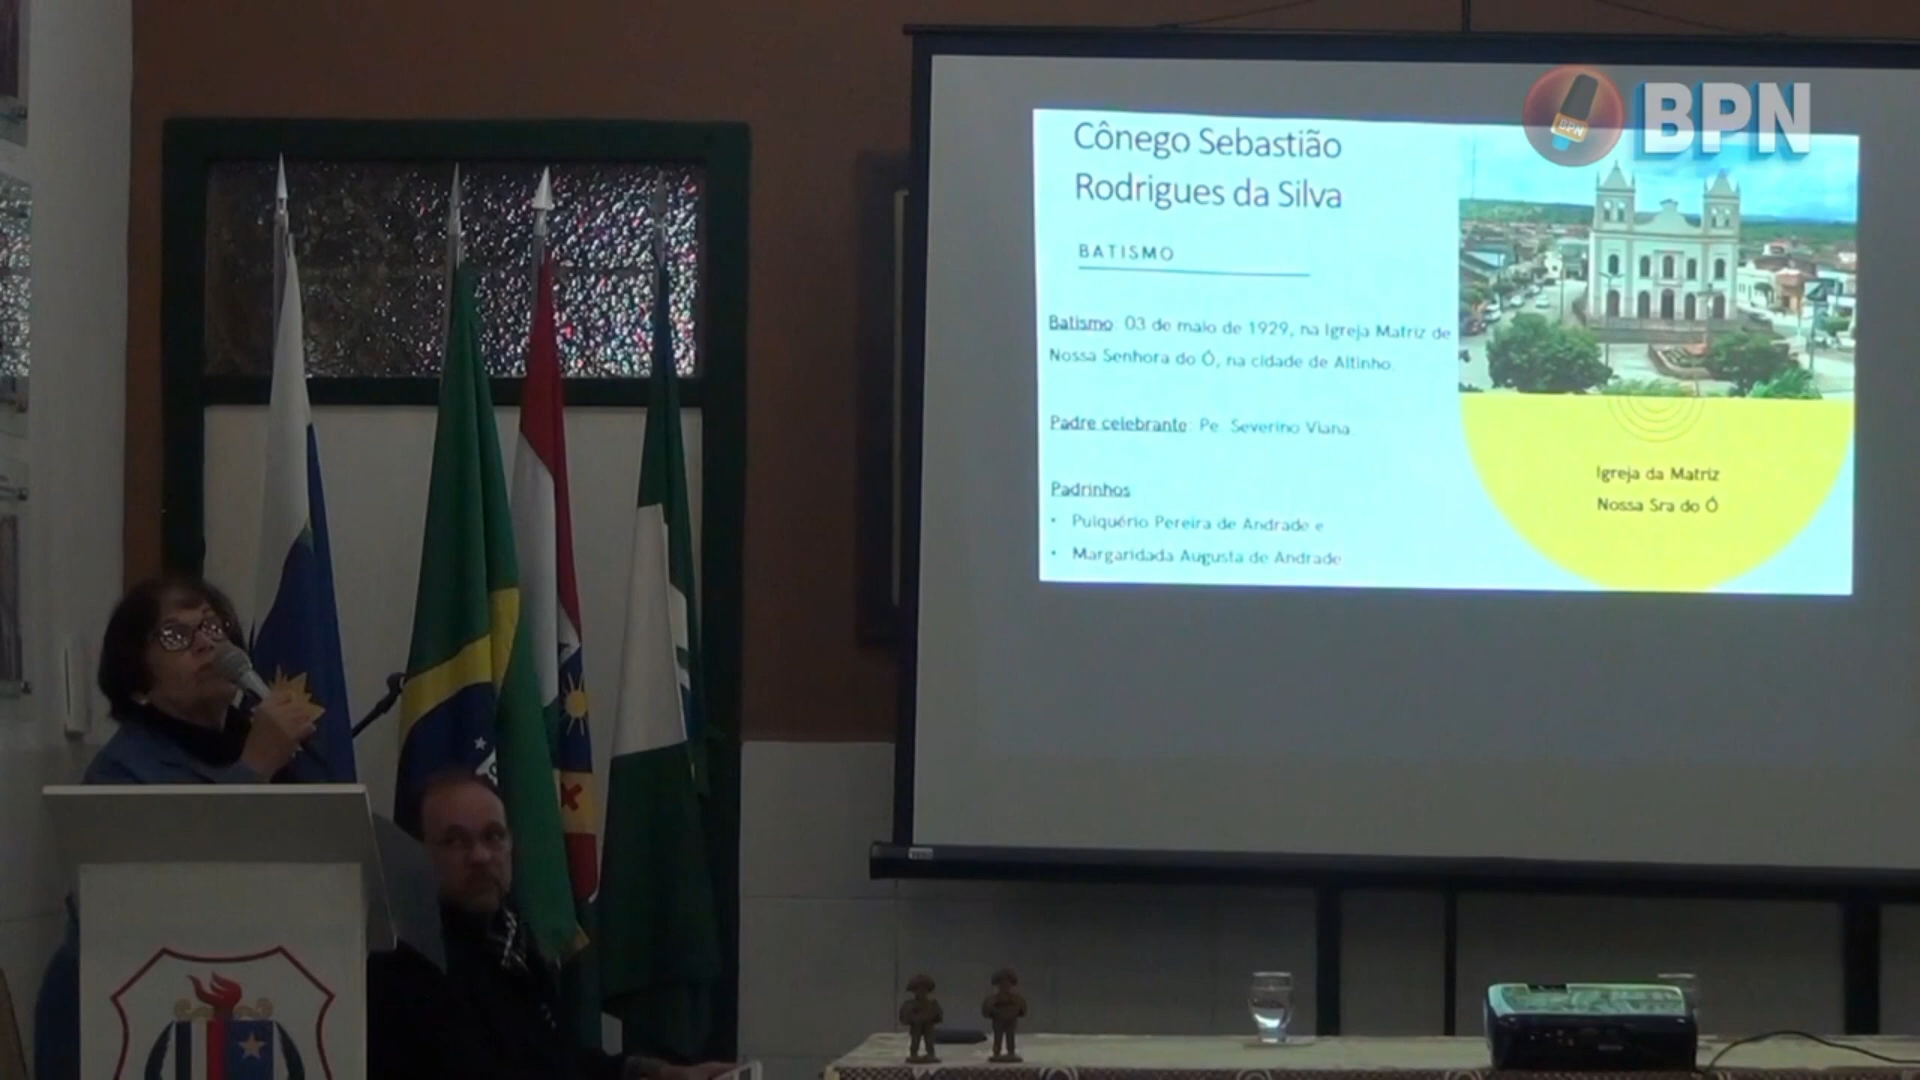 BPN
BPN
Cônego Sebastião
Rodrigues da Silva
BATISMO
Batismo: 03 de maio de 1929, na Igreja Matriz de
Nossa Senhora do Ó, na cidade de Altinho.
Padre celebrante: Pe. Severino Viana.
Padrinhos
• Pulquério Pereira de Andrade e
• Margaridada Augusta de Andrade
Igreja da Matriz
Nossa Sra do Ó